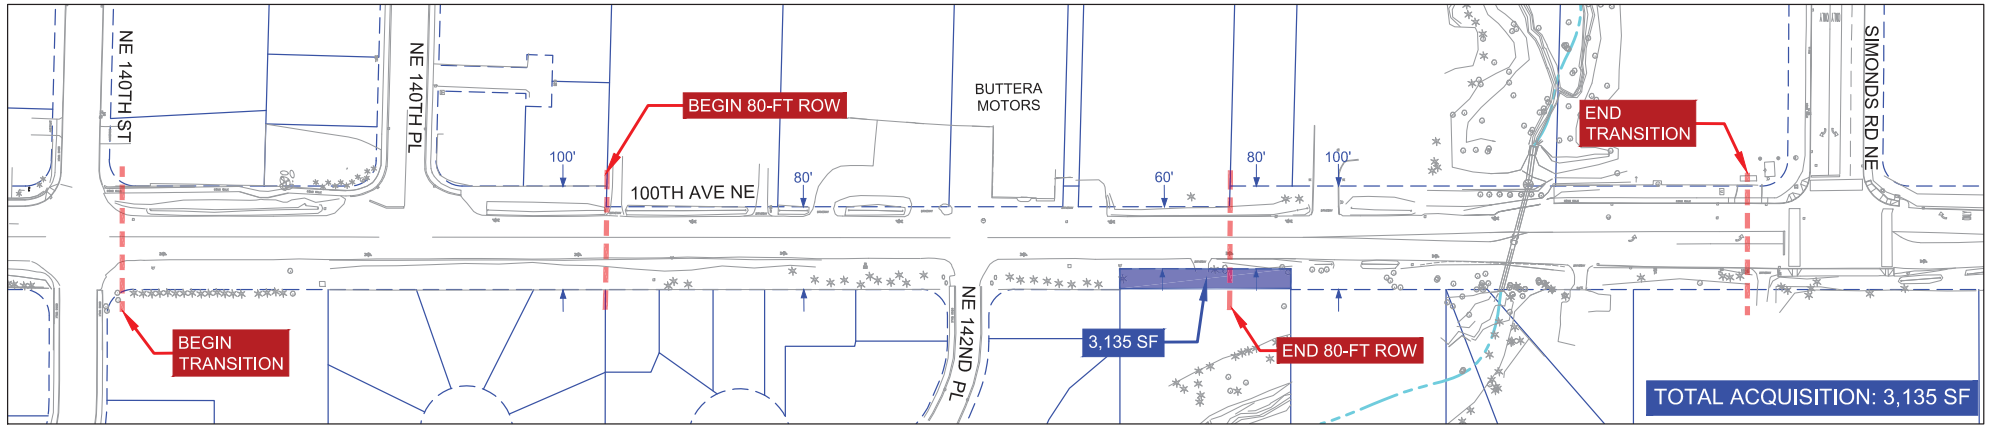 NE 140TH ST
NE 140TH PL
BEGIN 80-FT ROW
BUTTERA
MOTORS
END
TRANSITION
SIMONDS RD NE
ONLY
ONLY
100'
100TH AVE NE
80'
60'
80'
100'
NE 142ND PL
3,135 SF
END 80-FT ROW
BEGIN
TRANSITION
TOTAL ACQUISITION: 3,135 SF